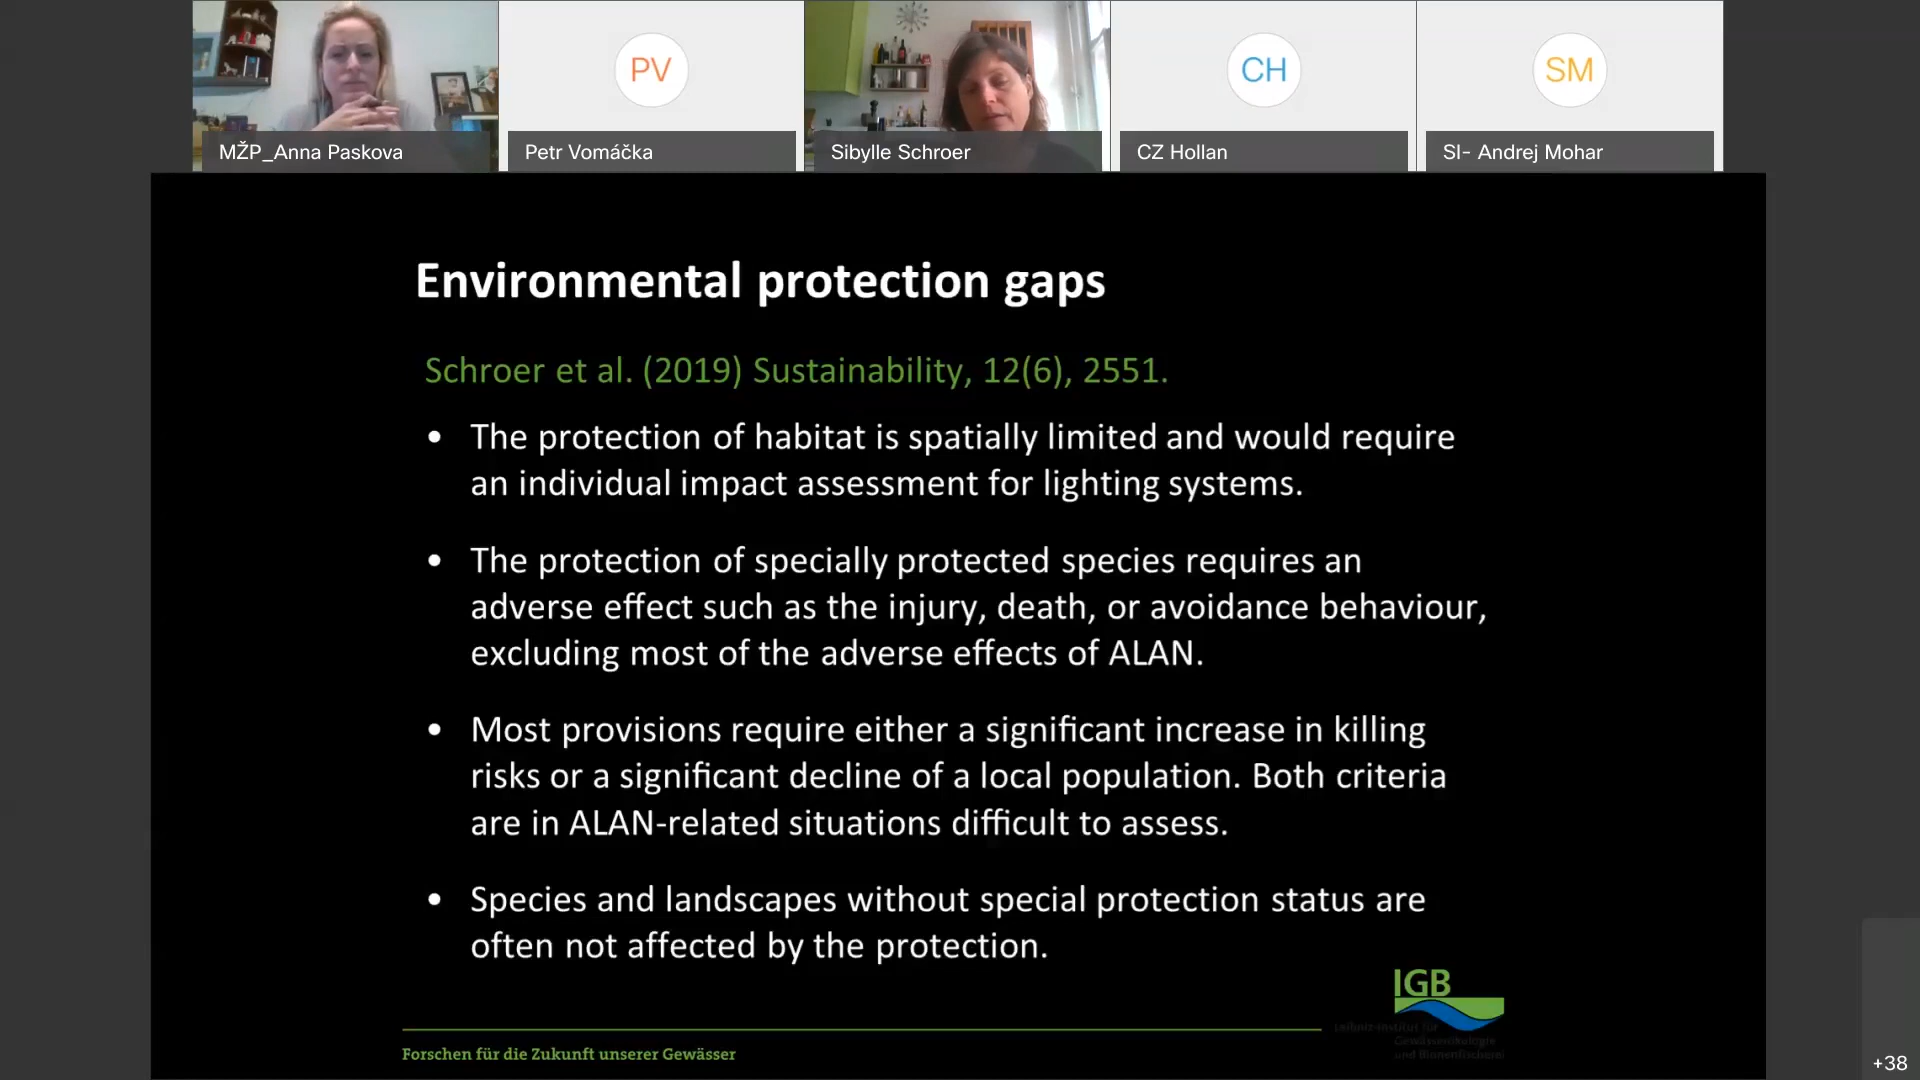 PV
CH
SM
MŽP_Anna Paskova
Petr Vomáčka
Sibylle Schroer
CZ Hollan
SI- Andrej Mohar
Environmental protection gaps
Schroer et al. (2019) Sustainability, 12(6), 2551.
• The protection of habitat is spatially limited and would require
an individual impact assessment for lighting systems.
• The protection of specially protected species requires an
adverse effect such as the injury, death, or avoidance behaviour,
excluding most of the adverse effects of ALAN.
• Most provisions require either a significant increase in killing
risks or a significant decline of a local population. Both criteria
are in ALAN-related situations difficult to assess.
• Species and landscapes without special protection status are
often not affected by the protection.
IGB
Leibniz-Institut für
Gewässerökologie
und Binnenfischerei
Forschen für die Zukunft unserer Gewässer
+38